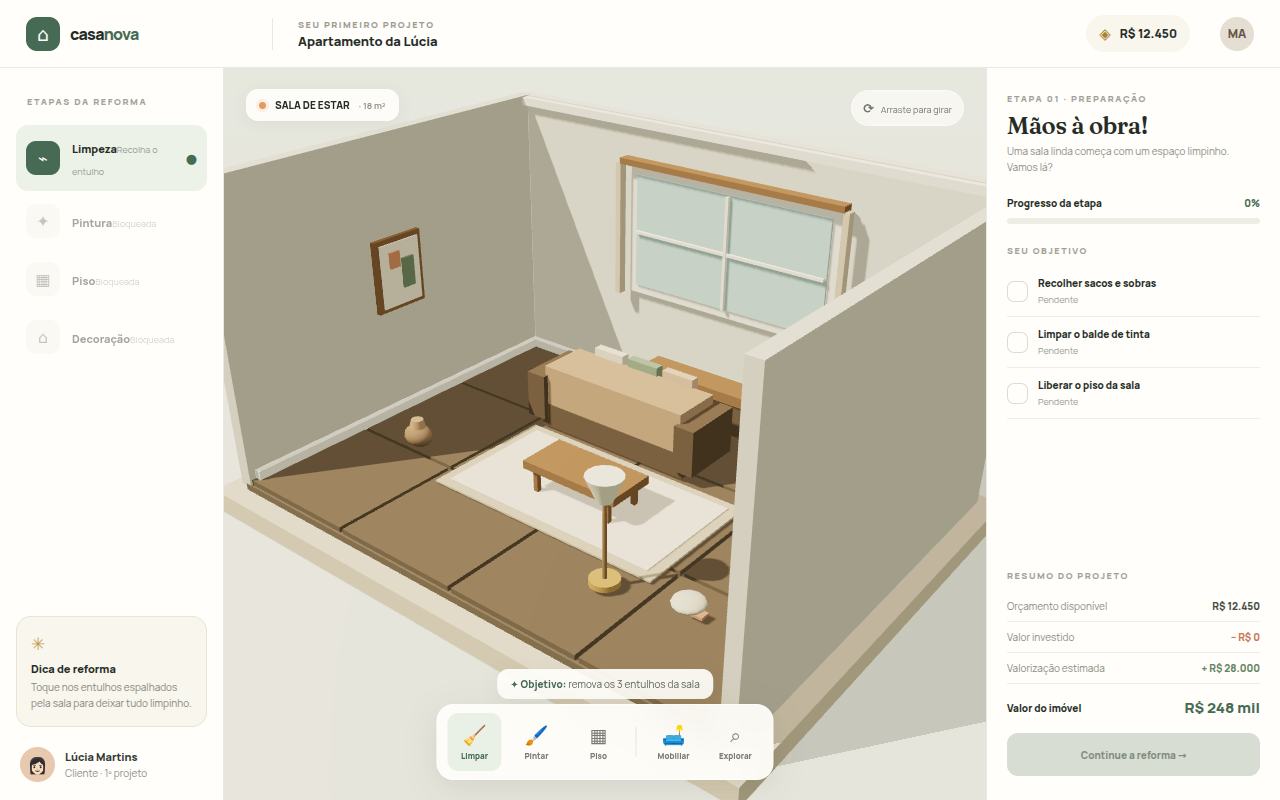 casanova
SEU PRIMEIRO PROJETO
Apartamento da Lúcia
R$ 12.450
MA
ETAPAS DA REFORMA
Limpeza Recolha o
entulho
Pintura Bloqueada
Piso Bloqueada
Decoração Bloqueada
Dica de reforma
Toque nos entulhos espalhados
pela sala para deixar tudo limpinho.
Lúcia Martins
Cliente · 1º projeto
SALA DE ESTAR · 18 m²
Arraste para girar
✦ Objetivo: remova os 3 entulhos da sala
Limpar
Pintar
Piso
Mobiliar
Explorar
ETAPA 01 · PREPARAÇÃO
Mãos à obra!
Uma sala linda começa com um espaço limpinho.
Vamos lá?
Progresso da etapa 0%
SEU OBJETIVO
Recolher sacos e sobras
Pendente
Limpar o balde de tinta
Pendente
Liberar o piso da sala
Pendente
RESUMO DO PROJETO
Orçamento disponível R$ 12.450
Valor investido − R$ 0
Valorização estimada + R$ 28.000
Valor do imóvel R$ 248 mil
Continue a reforma →